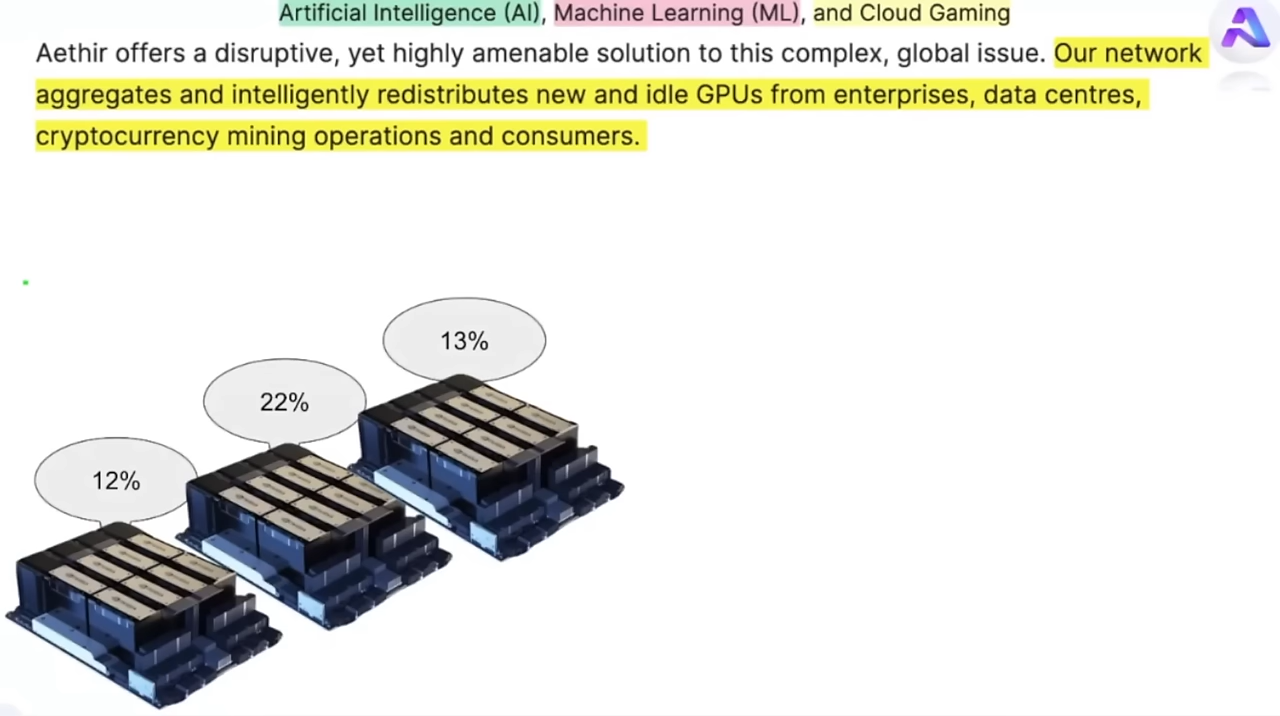 Artificial Intelligence (AI), Machine Learning (ML), and Cloud Gaming
Aethir offers a disruptive, yet highly amenable solution to this complex, global issue. Our network
aggregates and intelligently redistributes new and idle GPUs from enterprises, data centres,
cryptocurrency mining operations and consumers.
13%
22%
12%